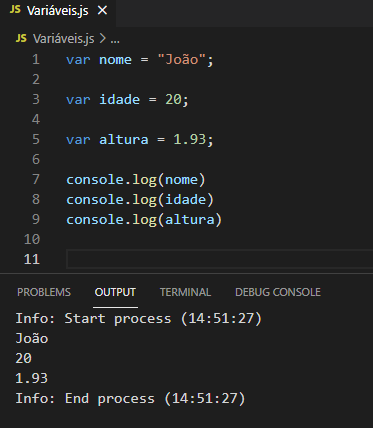 JS Variáveis.js
JS Variáveis.js > ...
1 var nome = "João";
2
3 var idade = 20;
4
5 var altura = 1.93;
6
7 console.log(nome)
8 console.log(idade)
9 console.log(altura)
10
11
PROBLEMS OUTPUT TERMINAL DEBUG CONSOLE
Info: Start process (14:51:27)
João
20
1.93
Info: End process (14:51:27)